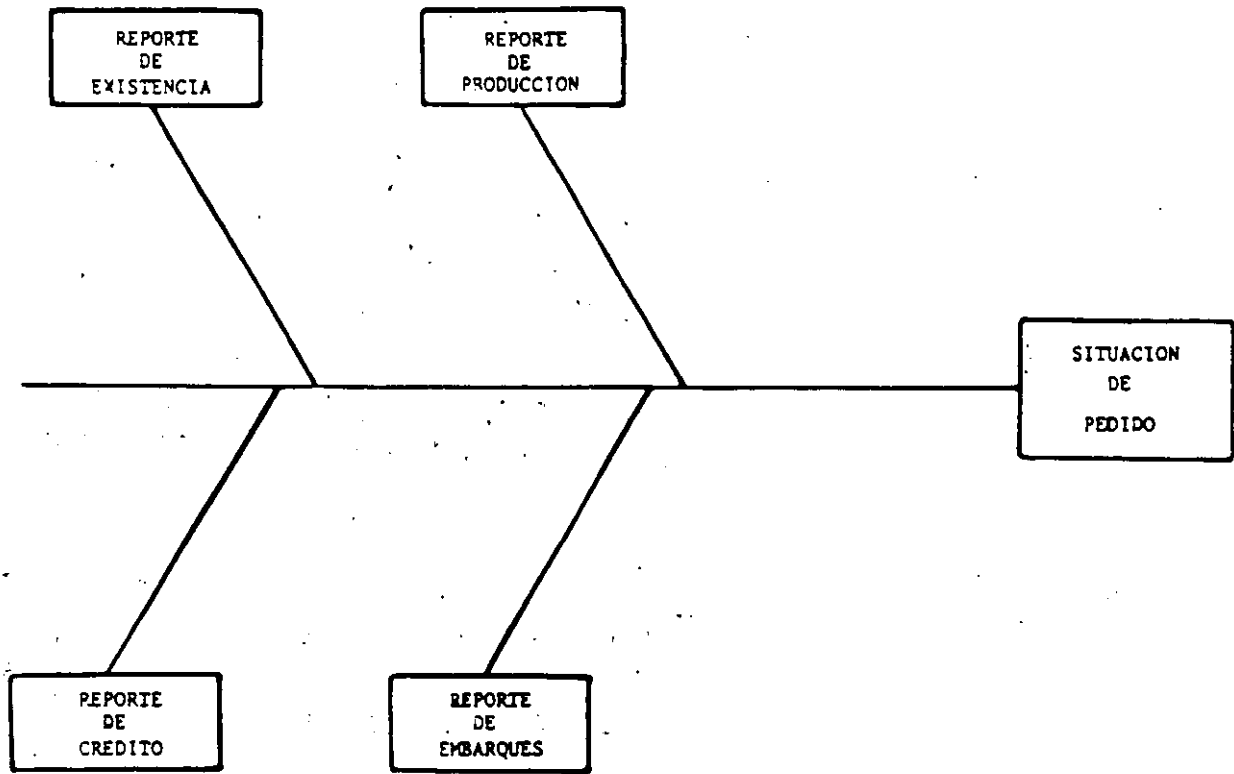 REPORTE
DE
EXISTENCIA
REPORTE
DE
PRODUCCION
SITUACION
DE
PEDIDO
REPORTE
DE
CREDITO
REPORTE
DE
EMBARQUES